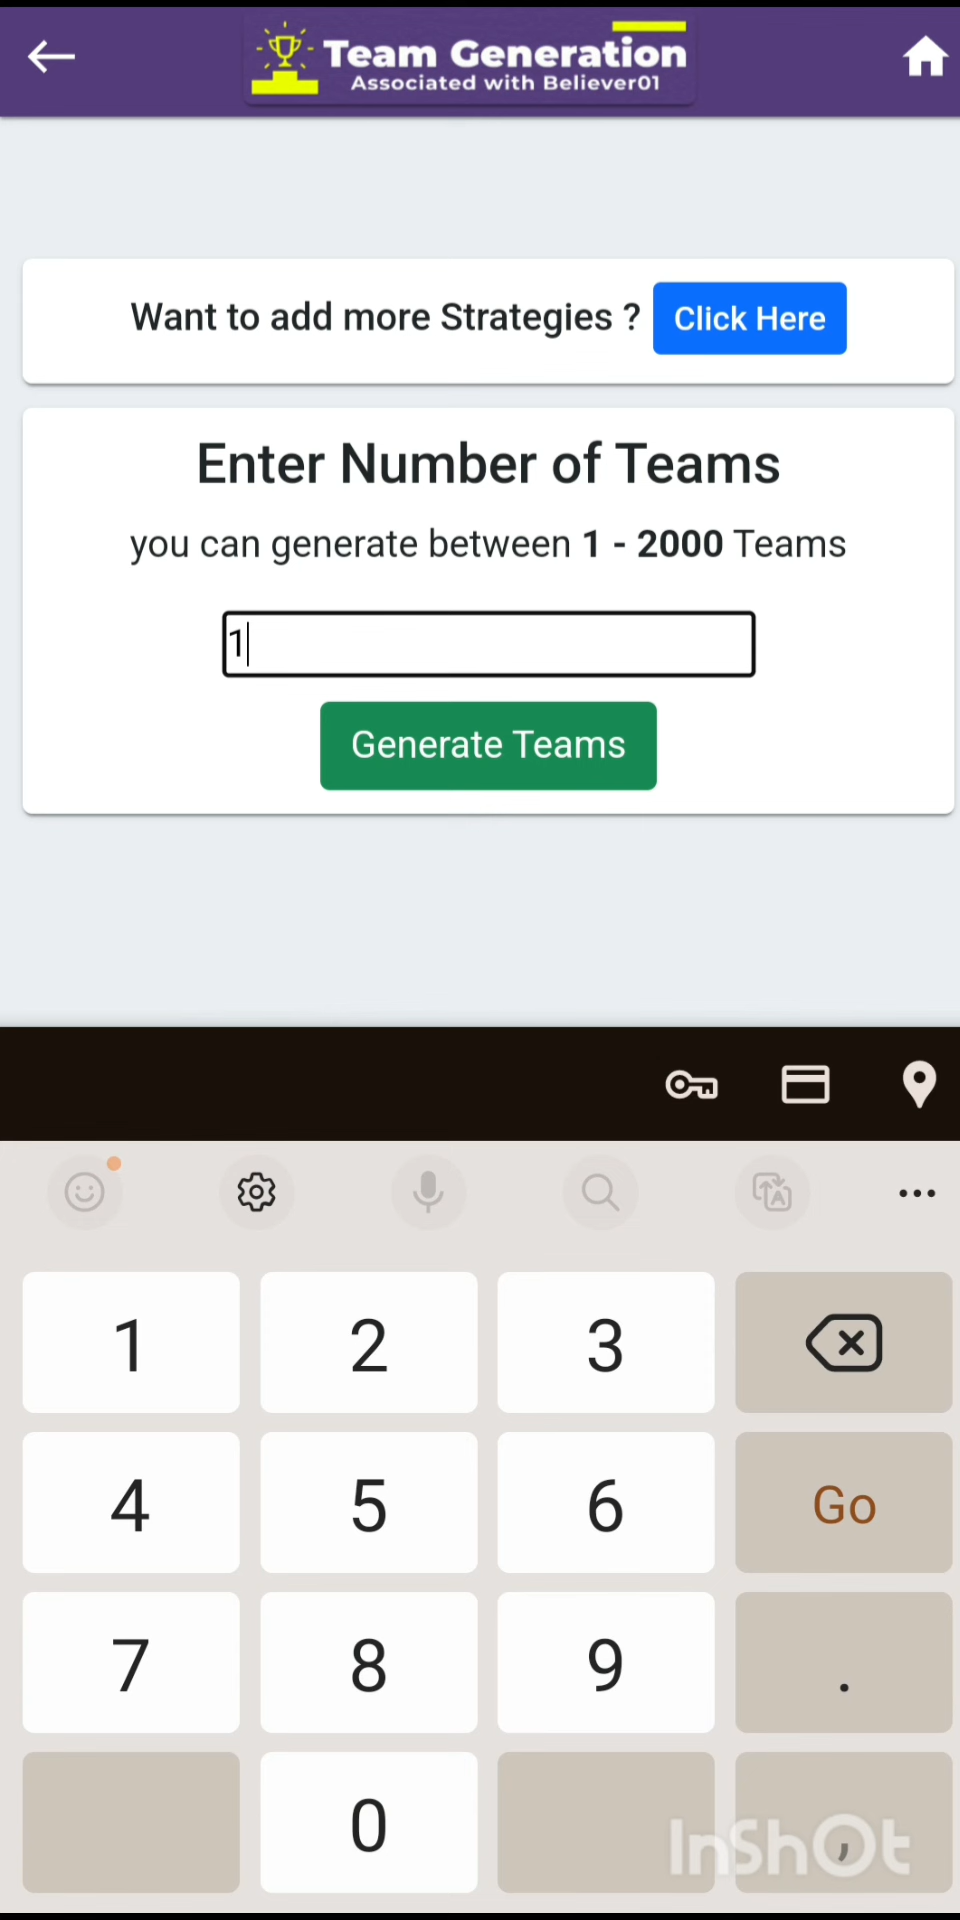 Team Generation
Associated with Believer01
Want to add more Strategies ? Click Here
Enter Number of Teams
you can generate between 1 - 2000 Teams
1
Generate Teams
1 2 3
4 5 6 Go
7 8 9 .
0 ,
InShOt